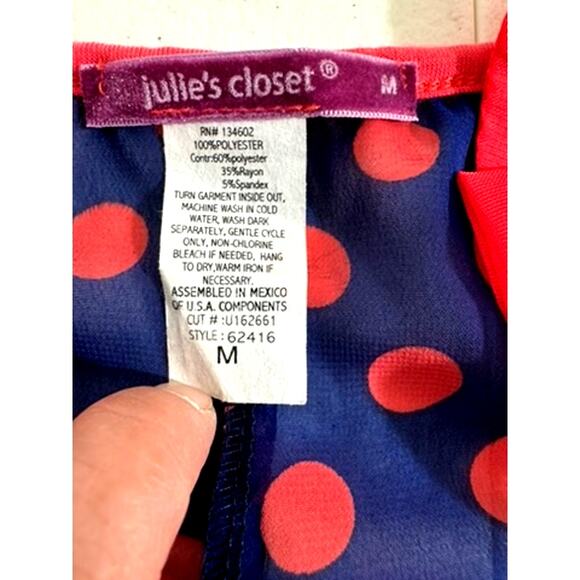 julie's closet® M
RN# 134602
100%POLYESTER
Contr:60%polyester
35%Rayon
5%Spandex
TURN GARMENT INSIDE OUT,
MACHINE WASH IN COLD
WATER, WASH DARK
SEPARATELY, GENTLE CYCLE
ONLY, NON-CHLORINE
BLEACH IF NEEDED, HANG
TO DRY,WARM IRON IF
NECESSARY.
ASSEMBLED IN MEXICO
OF U.S.A. COMPONENTS
CUT # :U162661
STYLE : 62416
M